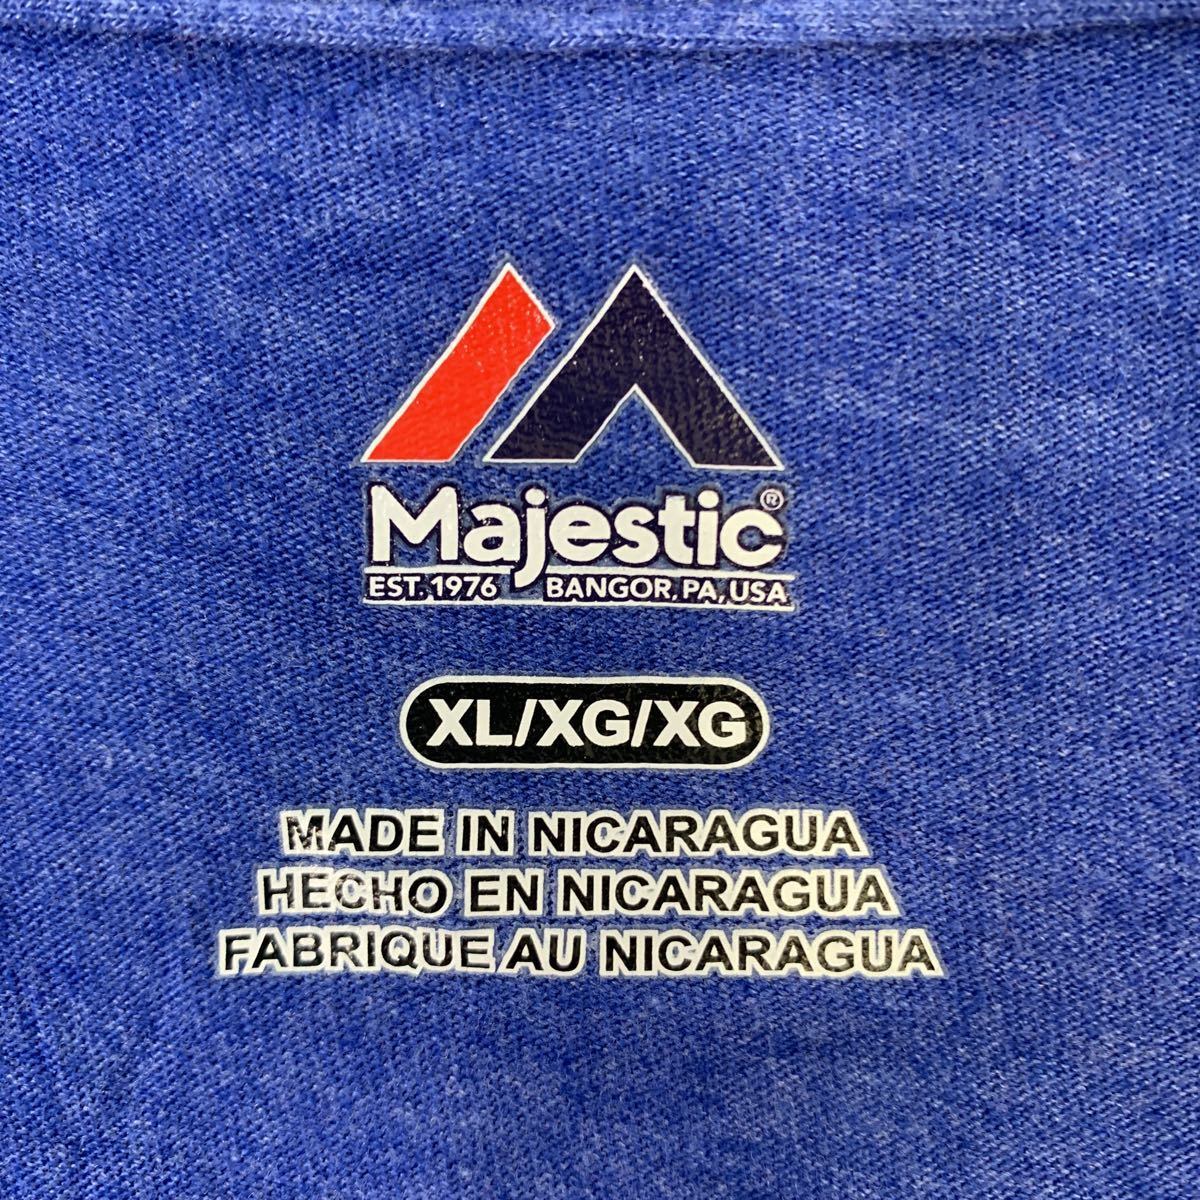 Majestic®
EST. 1976 BANGOR, PA, USA
XL/XG/XG
MADE IN NICARAGUA
HECHO EN NICARAGUA
FABRIQUE AU NICARAGUA